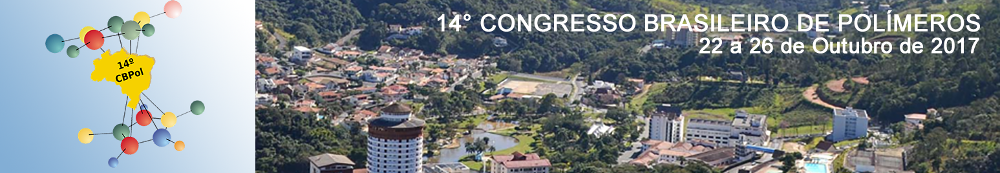 14º
CBPol
14° CONGRESSO BRASILEIRO DE POLÍMEROS
22 a 26 de Outubro de 2017